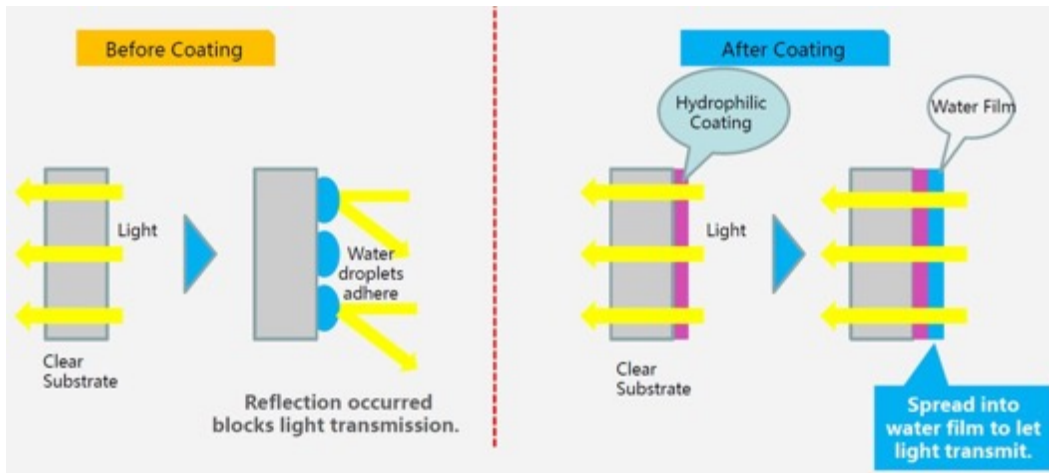 Before Coating
Light
Water
droplets
adhere
Clear
Substrate
Reflection occurred
blocks light transmission.
After Coating
Hydrophilic
Coating
Water Film
Light
Clear
Substrate
Spread into
water film to let
light transmit.